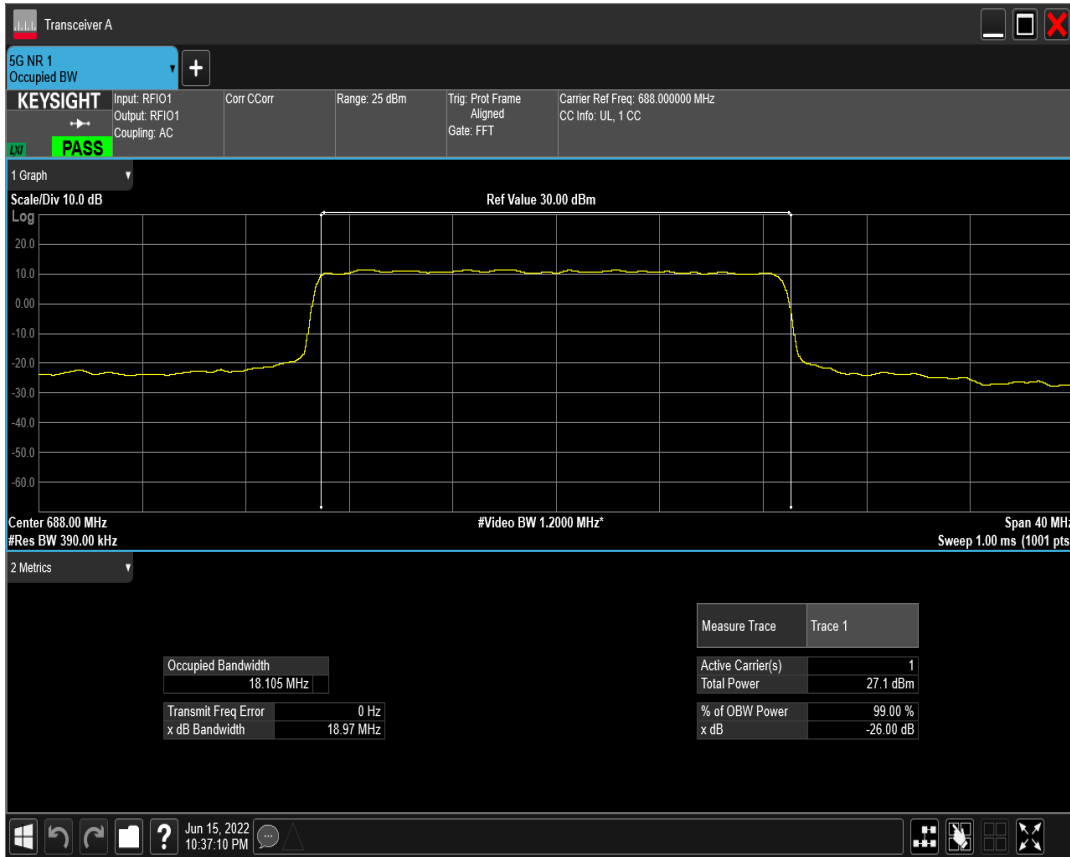 Transceiver A
5G NR 1
Occupied BW
KEYSIGHT
LXI
PASS
Input: RFIO1
Output: RFIO1
Coupling: AC
Corr CCorr
Range: 25 dBm
Trig: Prot Frame
Aligned
Gate: FFT
Carrier Ref Freq: 688.000000 MHz
CC Info: UL, 1 CC
1 Graph
Scale/Div 10.0 dB
Ref Value 30.00 dBm
Log
20.0
10.0
0.00
-10.0
-20.0
-30.0
-40.0
-50.0
-60.0
Center 688.00 MHz
#Video BW 1.2000 MHz*
Span 40 MHz
#Res BW 390.00 kHz
Sweep 1.00 ms (1001 pts
2 Metrics
Measure Trace Trace 1
Occupied Bandwidth
18.105 MHz
Active Carrier(s) 1
Total Power 27.1 dBm
Transmit Freq Error 0 Hz
x dB Bandwidth 18.97 MHz
% of OBW Power 99.00 %
x dB -26.00 dB
Jun 15, 2022
10:37:10 PM